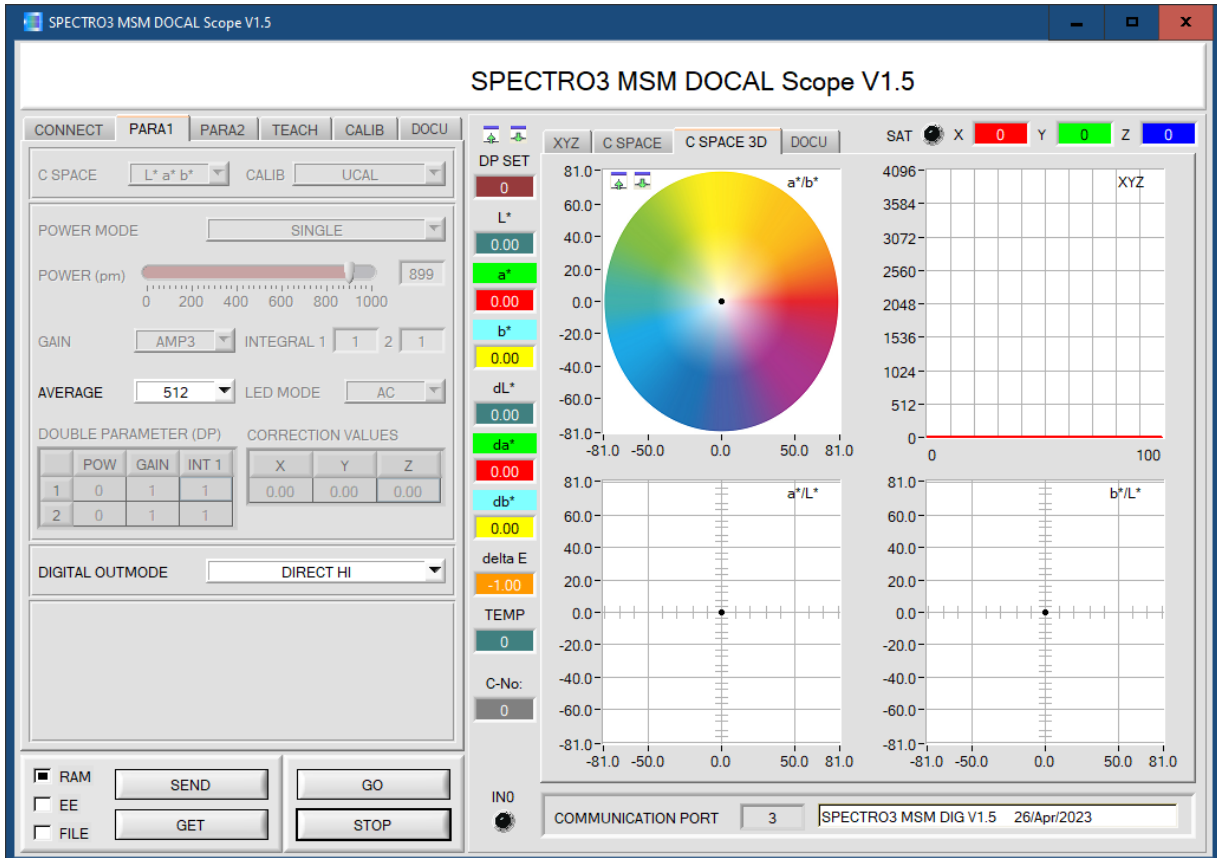 SPECTRO3 MSM DOCAL Scope V1.5
SPECTRO3 MSM DOCAL Scope V1.5
CONNECT PARA1 PARA2 TEACH CALIB DOCU
C SPACE L* a* b* CALIB UCAL
POWER MODE SINGLE
POWER (pm) 899
0 200 400 600 800 1000
GAIN AMP3 INTEGRAL 1 1 2 1
AVERAGE 512 LED MODE AC
DOUBLE PARAMETER (DP) CORRECTION VALUES
POW GAIN INT 1 X Y Z
1 0 1 1 0.00 0.00 0.00
2 0 1 1
DIGITAL OUTMODE DIRECT HI
RAM SEND GO
EE
FILE GET STOP
DP SET
0
L*
0.00
a*
0.00
b*
0.00
dL*
0.00
da*
0.00
db*
0.00
delta E
-1.00
TEMP
0
C-No:
0
IN0
XYZ C SPACE C SPACE 3D DOCU
SAT X 0 Y 0 Z 0
a*/b*
81.0
60.0
40.0
20.0
0.0
-20.0
-40.0
-60.0
-81.0
-81.0 -50.0 0.0 50.0 81.0
XYZ
4096
3584
3072
2560
2048
1536
1024
512
0
0 100
a*/L*
81.0
60.0
40.0
20.0
0.0
-20.0
-40.0
-60.0
-81.0
-81.0 -50.0 0.0 50.0 81.0
b*/L*
81.0
60.0
40.0
20.0
0.0
-20.0
-40.0
-60.0
-81.0
-81.0 -50.0 0.0 50.0 81.0
COMMUNICATION PORT 3 SPECTRO3 MSM DIG V1.5 26/Apr/2023